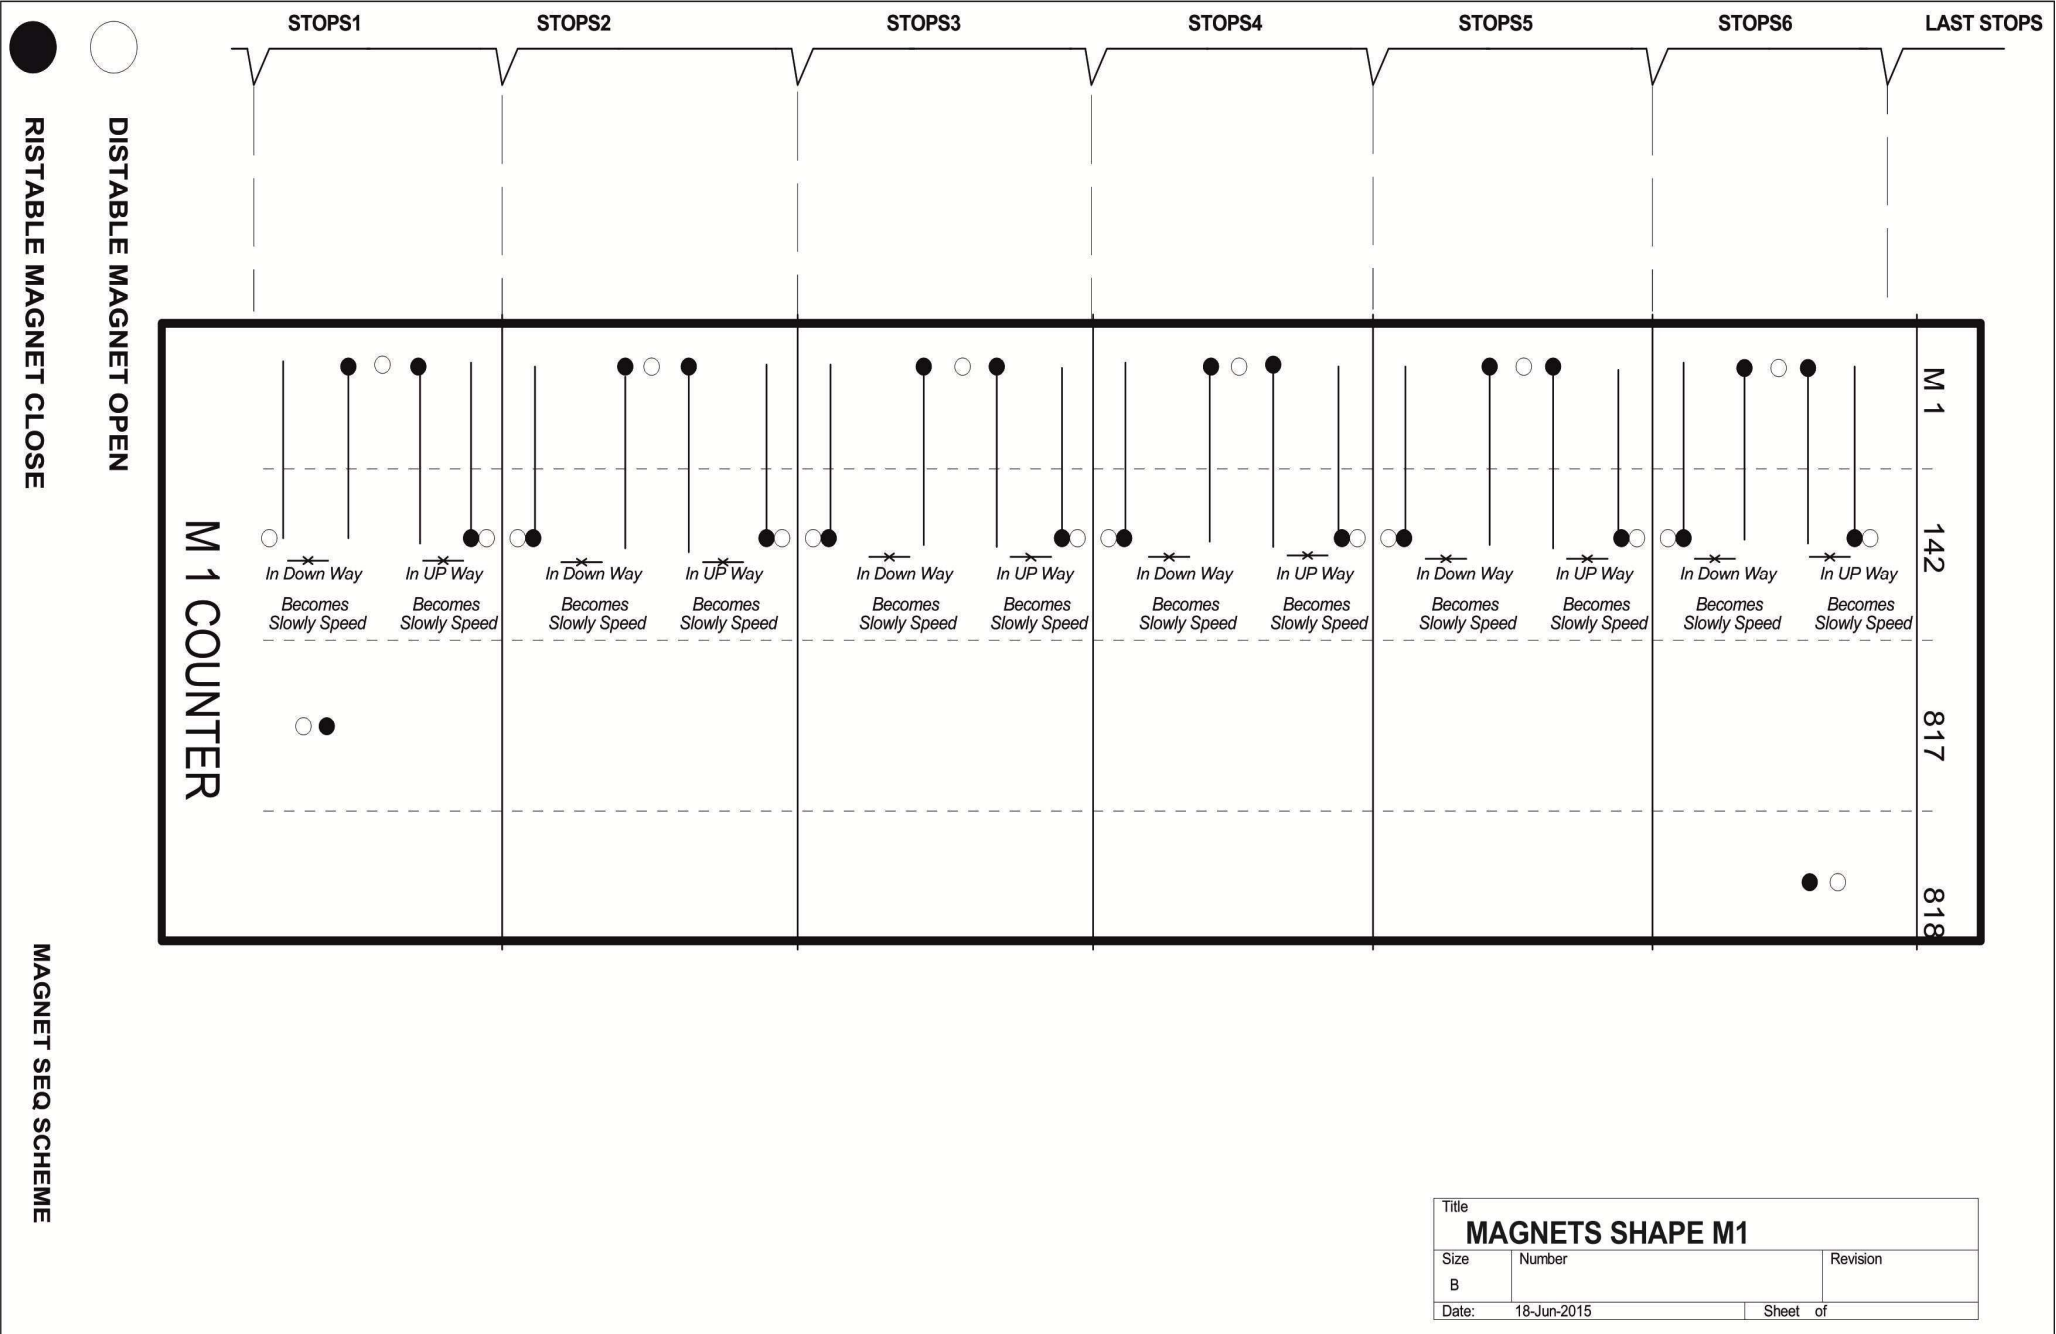 STOPS1
STOPS2
STOPS3
STOPS4
STOPS5
STOPS6
LAST STOPS
RISTABLE MAGNET CLOSE
DISTABLE MAGNET OPEN
MAGNET SEQ SCHEME
M 1 COUNTER
M 1
142
817
818
In Down Way
Becomes
Slowly Speed
In UP Way
Becomes
Slowly Speed
In Down Way
Becomes
Slowly Speed
In UP Way
Becomes
Slowly Speed
In Down Way
Becomes
Slowly Speed
In UP Way
Becomes
Slowly Speed
In Down Way
Becomes
Slowly Speed
In UP Way
Becomes
Slowly Speed
In Down Way
Becomes
Slowly Speed
In UP Way
Becomes
Slowly Speed
In Down Way
Becomes
Slowly Speed
In UP Way
Becomes
Slowly Speed
Title
MAGNETS SHAPE M1
Size
B
Number
Revision
Date: 18-Jun-2015
Sheet of